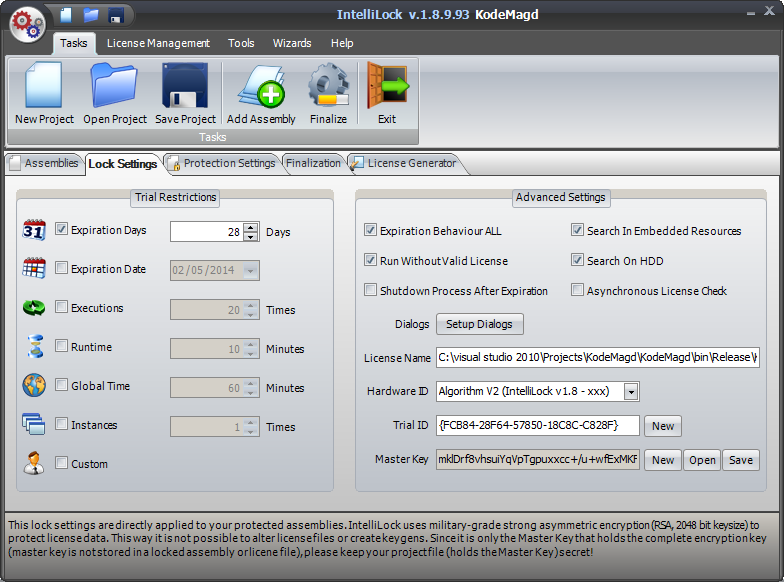 IntelliLock v.1.8.9.93 KodeMagd
Tasks License Management Tools Wizards Help
New Project Open Project Save Project Add Assembly Finalize Exit
Tasks
Assemblies Lock Settings Protection Settings Finalization License Generator
Trial Restrictions
31 Expiration Days 28 Days
Expiration Date 02/05/2014
Executions 20 Times
Runtime 10 Minutes
Global Time 60 Minutes
Instances 1 Times
Custom
Advanced Settings
Expiration Behaviour ALL Search In Embedded Resources
Run Without Valid License Search On HDD
Shutdown Process After Expiration Asynchronous License Check
Dialogs Setup Dialogs
License Name C:\visual studio 2010\Projects\KodeMagd\KodeMagd\bin\Release\
Hardware ID Algorithm V2 (IntelliLock v1.8 - xxx)
Trial ID {FCB84-28F64-57850-18C8C-C828F} New
Master Key mklDrf8vhsuiYqVpTgpuxxcc+/u+wfExMKF New Open Save
This lock settings are directly applied to your protected assemblies. IntelliLock uses military-grade strong asymmetric encryption (RSA, 2048 bit keysize) to
protect license data. This way it is not possible to alter license files or create keygens. Since it is only the Master Key that holds the complete encryption key
(master key is not stored in a locked assembly or licene file), please keep your project file (holds the Master Key) secret!